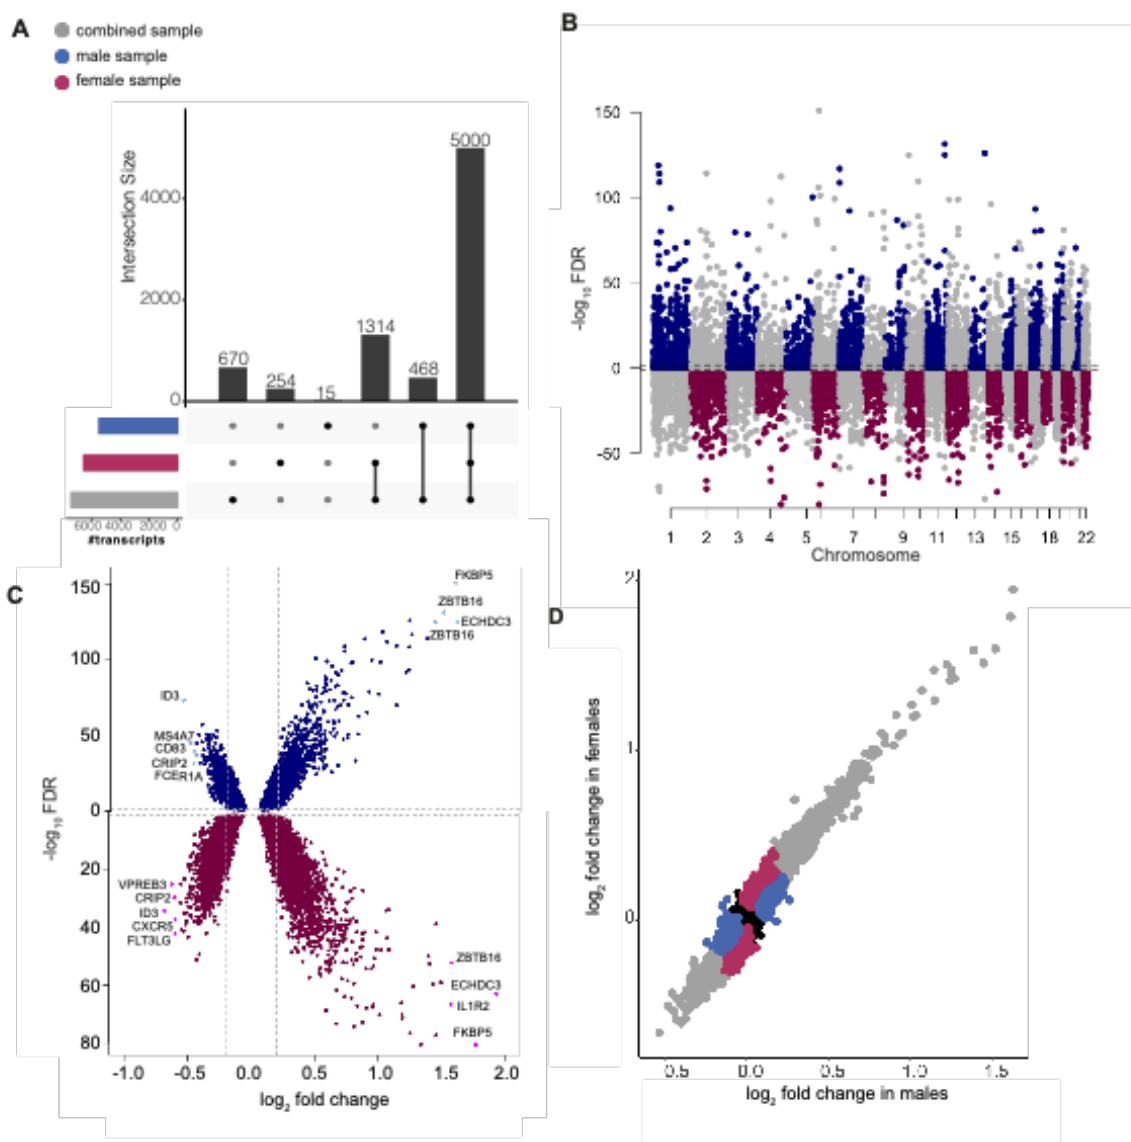 A
combined sample
male sample
female sample
Intersection Size
4000
2000
0
670
254
15
1314
468
5000
6000 4000 2000 0
#transcripts
B
-log10 FDR
150
100
50
0
-50
1 2 3 4 5 7 9 11 13 15 18 22
Chromosome
C
-log10 FDR
150
100
50
0
20
40
60
80
FKBP5
ZBTB16
ECHDC3
ZBTB16
ID3
MS4A7
CD83
CRIP2
FCER1A
VPREB3
CRIP2
ID3
CXCR5
FLT3LG
ZBTB16
ECHDC3
IL1R2
FKBP5
-1.0 -0.5 0.0 0.5 1.0 1.5 2.0
log2 fold change
D
log2 fold change in females
2
1
0
0.5 0.0 0.5 1.0 1.5
log2 fold change in males